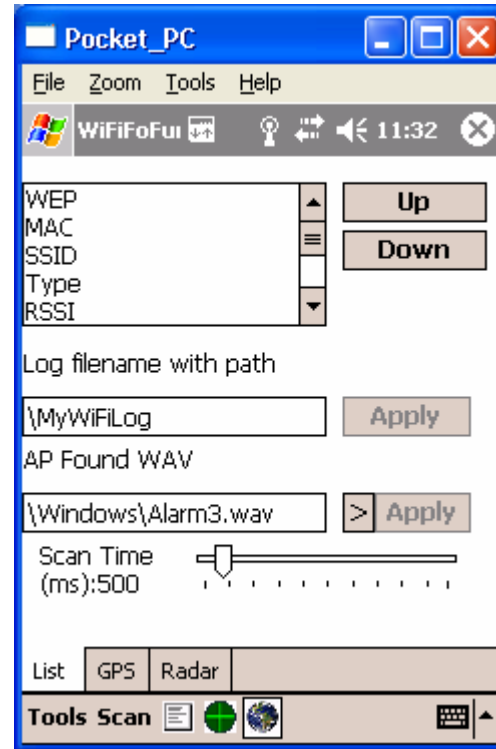 Pocket_PC
File Zoom Tools Help
WiFiFoFu 11:32
WEP
MAC
SSID
Type
RSSI
Up
Down
Log filename with path
\MyWiFiLog Apply
AP Found WAV
\Windows\Alarm3.wav > Apply
Scan Time
(ms):500
List GPS Radar
Tools Scan